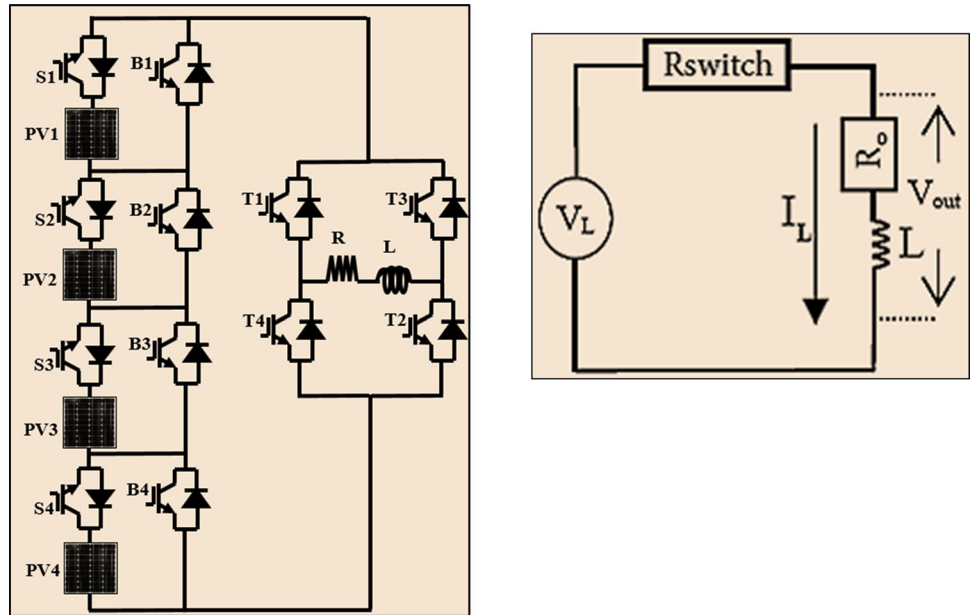 S1
B1
PV1
S2
B2
PV2
S3
B3
PV3
S4
B4
PV4
T1
T3
R
L
T4
T2
Rswitch
VL
IL
Ro
L
Vout